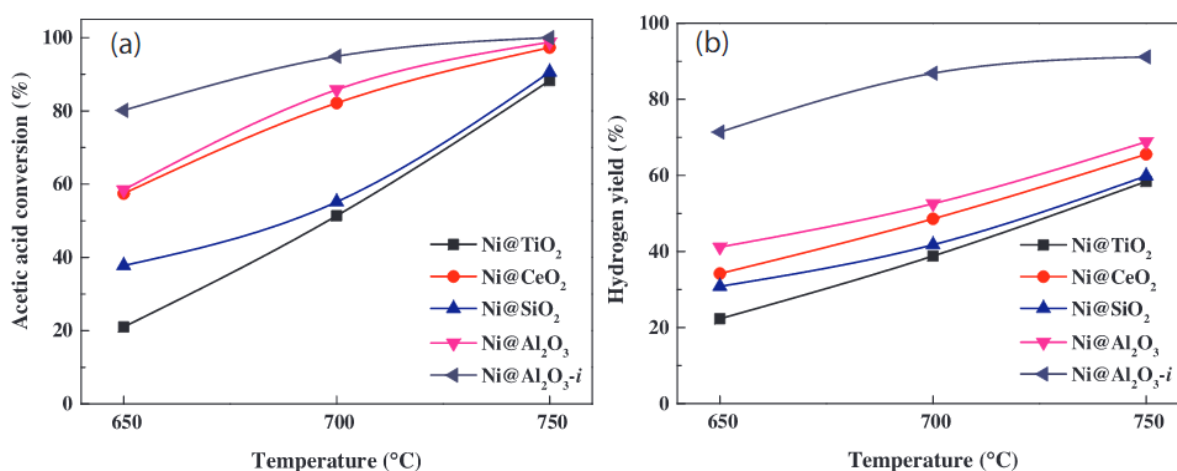 (a)
Acetic acid conversion (%)
100
80
60
40
20
0
650
700
750
Temperature (°C)
Ni@TiO₂
Ni@CeO₂
Ni@SiO₂
Ni@Al₂O₃
Ni@Al₂O₃-i
(b)
Hydrogen yield (%)
100
80
60
40
20
0
650
700
750
Temperature (°C)
Ni@TiO₂
Ni@CeO₂
Ni@SiO₂
Ni@Al₂O₃
Ni@Al₂O₃-i